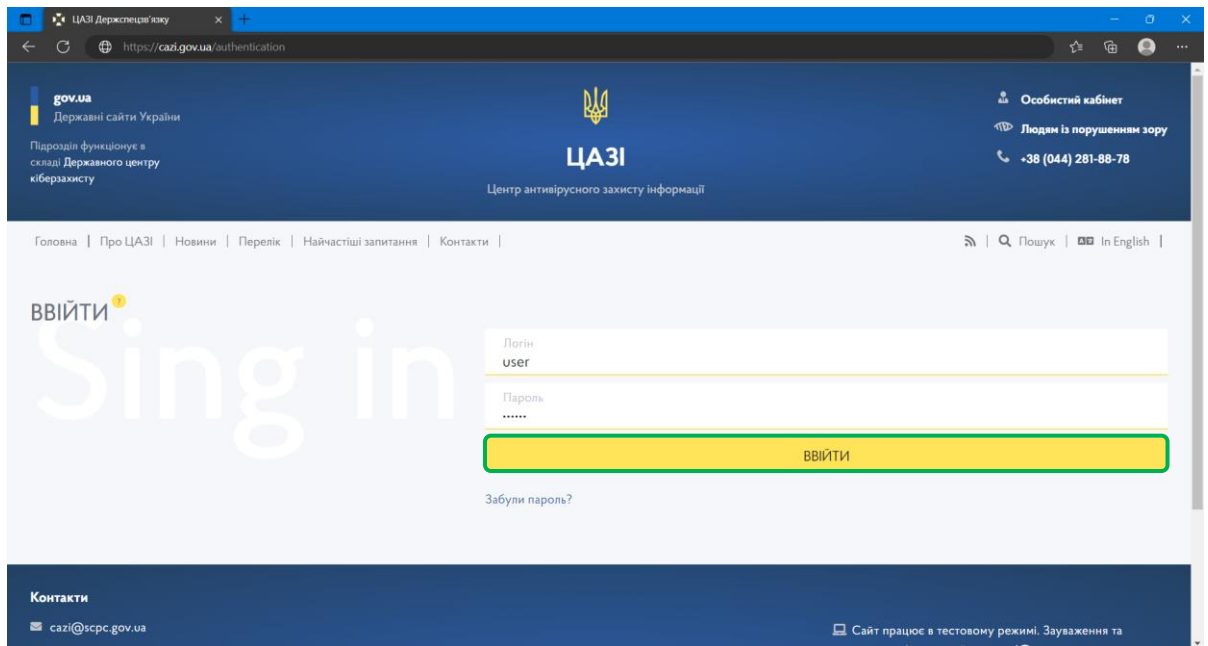 ЦАЗІ Держспецзв'язку
https://cazi.gov.ua/authentication
gov.ua
Державні сайти України
Підрозділ функціонує в
складі Державного центру
кіберзахисту
ЦАЗІ
Центр антивірусного захисту інформації
Особистий кабінет
Людям із порушенням зору
+38 (044) 281-88-78
Головна | Про ЦАЗІ | Новини | Перелік | Найчастіші запитання | Контакти |
| Пошук | In English |
ВВІЙТИ ?
Sing in
Логін
user
Пароль
......
ВВІЙТИ
Забули пароль?
Контакти
cazi@scpc.gov.ua
Сайт працює в тестовому режимі. Зауваження та